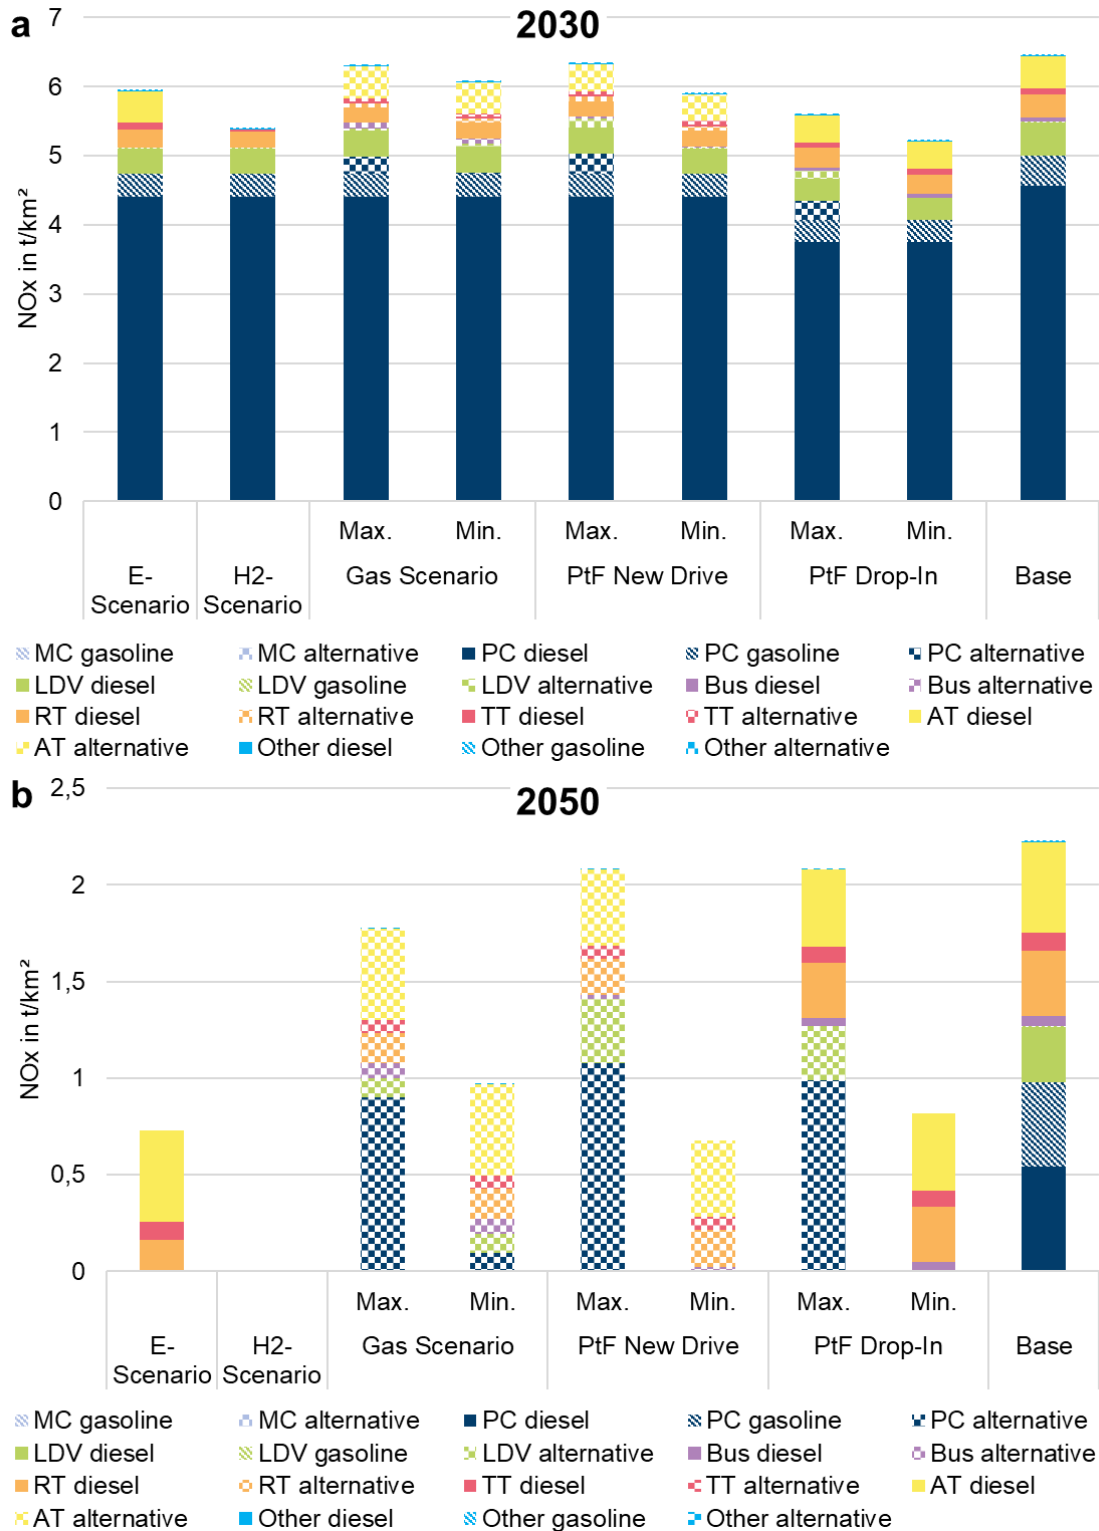 a
2030
7
6
5
4
3
2
1
0
NOx in t/km²
Max. Min. Max. Min. Max. Min.
E- H2- Gas Scenario PtF New Drive PtF Drop-In Base
Scenario Scenario
MC gasoline MC alternative PC diesel PC gasoline PC alternative
LDV diesel LDV gasoline LDV alternative Bus diesel Bus alternative
RT diesel RT alternative TT diesel TT alternative AT diesel
AT alternative Other diesel Other gasoline Other alternative
b
2050
2,5
2
1,5
1
0,5
0
NOx in t/km²
Max. Min. Max. Min. Max. Min.
E- H2- Gas Scenario PtF New Drive PtF Drop-In Base
Scenario Scenario
MC gasoline MC alternative PC diesel PC gasoline PC alternative
LDV diesel LDV gasoline LDV alternative Bus diesel Bus alternative
RT diesel RT alternative TT diesel TT alternative AT diesel
AT alternative Other diesel Other gasoline Other alternative